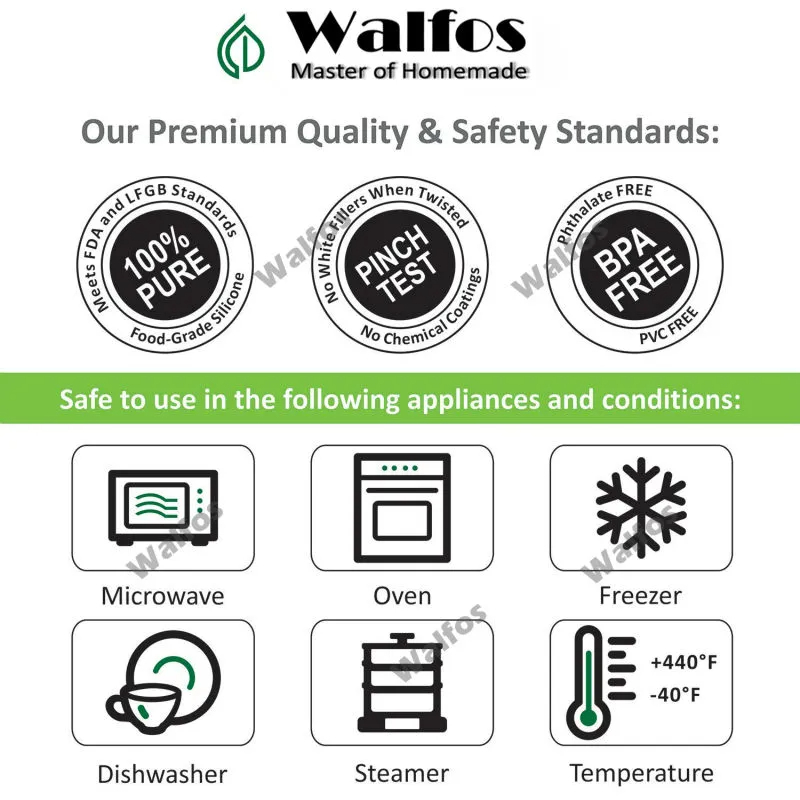 Walfos
Master of Homemade
Our Premium Quality & Safety Standards:
Meets FDA and LFGB Standards
100%
PURE
Food-Grade Silicone
No White Fillers When Twisted
PINCH
TEST
No Chemical Coatings
Phthalate FREE
BPA
FREE
PVC FREE
Walfos
Walfos
Safe to use in the following appliances and conditions:
Walfos
Walfos
Microwave
Oven
Freezer
Walfos
+440°F
-40°F
Dishwasher
Steamer
Temperature